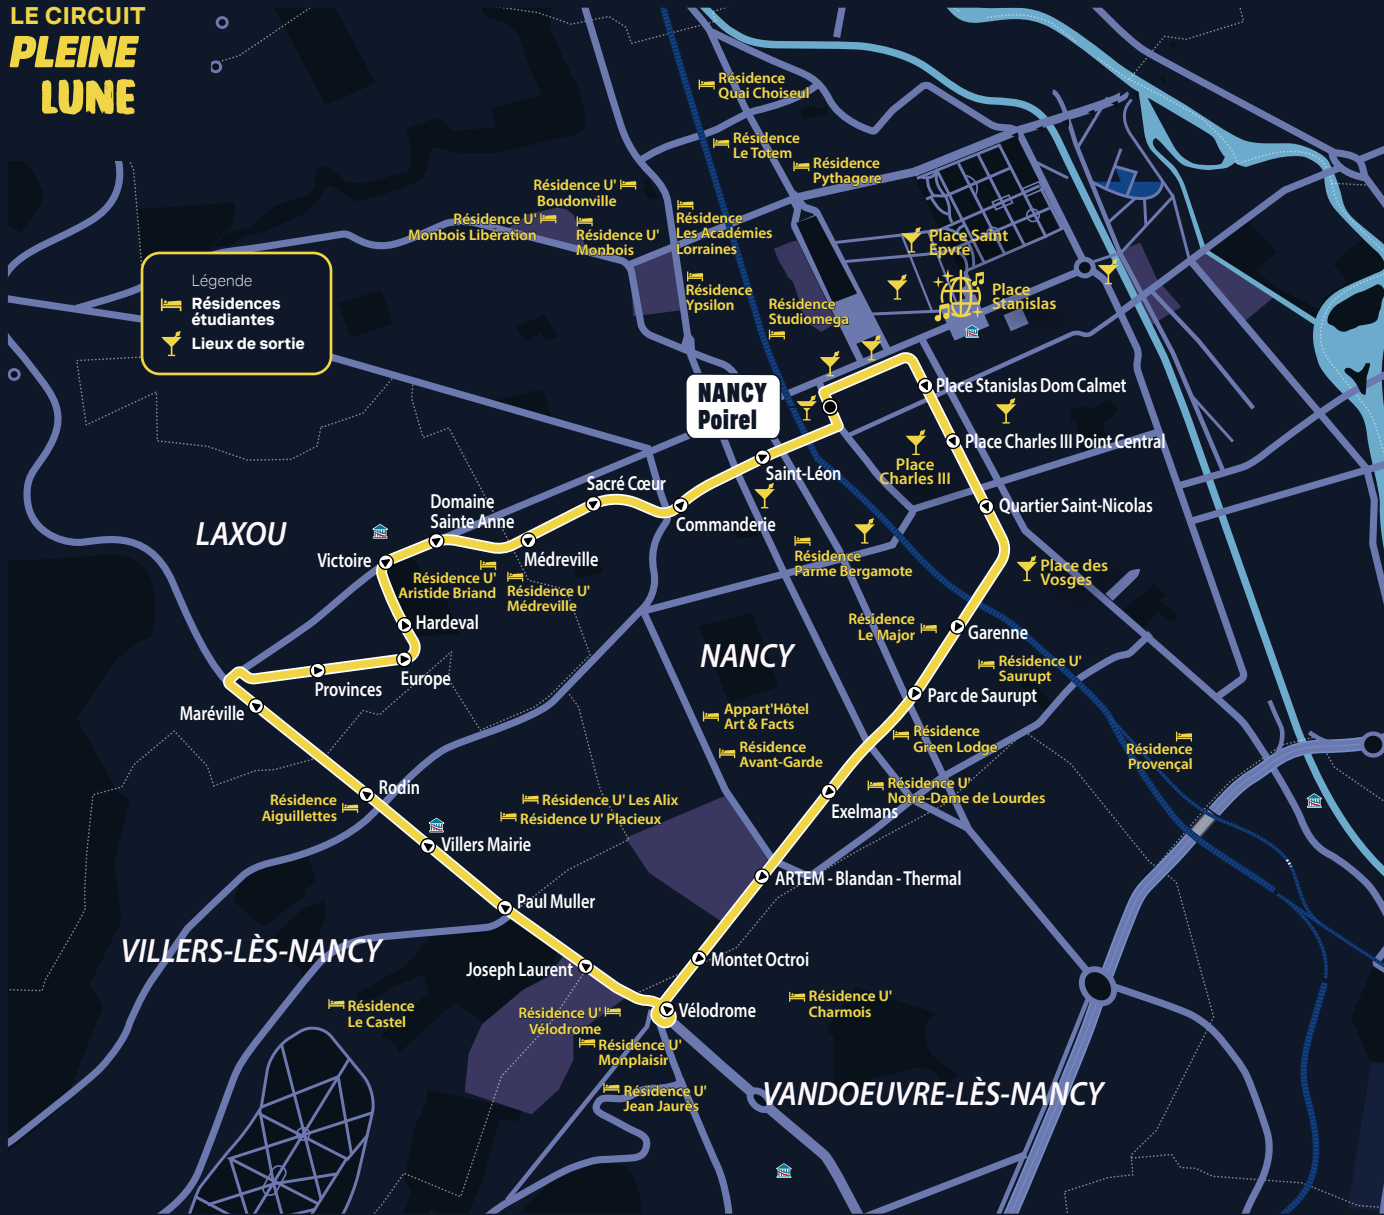 LE CIRCUIT
PLEINE
LUNE
Légende
Résidences
étudiantes
Lieux de sortie
Résidence
Quai Choiseul
Résidence
Le Totem
Résidence
Pythagore
Résidence U'
Boudonville
Résidence U'
Monbois Libération
Résidence U'
Monbois
Résidence
Les Académies
Lorraines
Résidence
Ypsilon
Résidence
Studiomega
Place Saint
Epvre
Place
Stanislas
NANCY
Poirel
Place Stanislas Dom Calmet
Place Charles III Point Central
Place
Charles III
Quartier Saint-Nicolas
Saint-Léon
Sacré Cœur
Commanderie
Domaine
Sainte Anne
Médreville
LAXOU
Victoire
Résidence U'
Aristide Briand
Résidence U'
Médreville
Résidence
Parme Bergamote
Place des
Vosges
Hardeval
Résidence
Le Major
Garenne
NANCY
Europe
Provinces
Résidence U'
Saurupt
Maréville
Parc de Saurupt
Appart'Hôtel
Art & Facts
Résidence
Avant-Garde
Résidence
Green Lodge
Résidence
Provençal
Rodin
Résidence
Aiguillettes
Résidence U' Les Alix
Résidence U' Placieux
Résidence U'
Notre-Dame de Lourdes
Exelmans
Villers Mairie
ARTEM - Blandan - Thermal
Paul Muller
VILLERS-LÈS-NANCY
Joseph Laurent
Montet Octroi
Résidence
Le Castel
Résidence U'
Vélodrome
Vélodrome
Résidence U'
Charmois
Résidence U'
Monplaisir
Résidence U'
Jean Jaurès
VANDOEUVRE-LÈS-NANCY